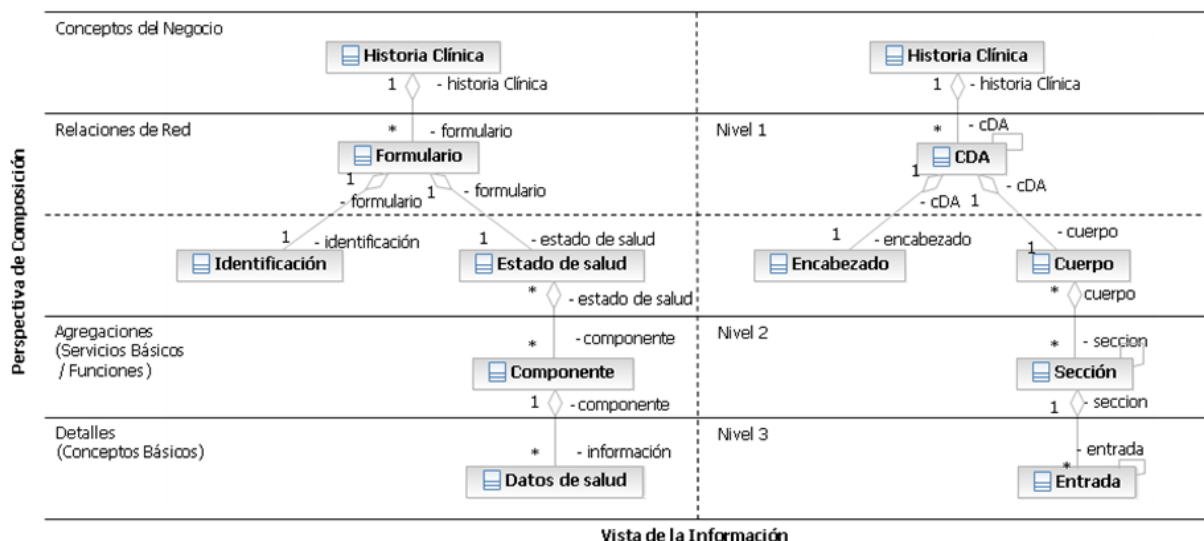 Conceptos del Negocio
Historia Clínica
Historia Clínica
1
- historia Clínica
1
- historia Clínica
Relaciones de Red
*
- formulario
Nivel 1
*
- cDA
Formulario
CDA
1
- formulario
1
- formulario
1
- cDA
1
- cDA
1
- identificación
1
- estado de salud
1
- encabezado
1
- cuerpo
Identificación
Estado de salud
Encabezado
Cuerpo
*
- estado de salud
*
cuerpo
Agregaciones
(Servicios Básicos
/ Funciones )
*
- componente
Nivel 2
*
- seccion
Componente
Sección
1
- componente
1
- seccion
Detalles
(Conceptos Básicos)
*
- información
Nivel 3
*
- entrada
Datos de salud
Entrada
Perspectiva de Composición
Vista de la Información